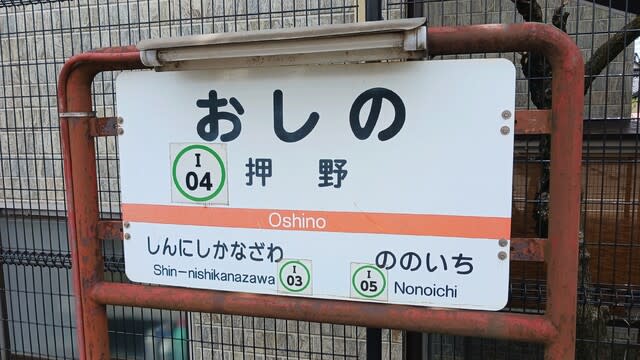 おしの
I
04
押野
Oshino
しんにしかなざわ
Shin-nishikanazawa
I
03
ののいち
Nonoichi
I
05